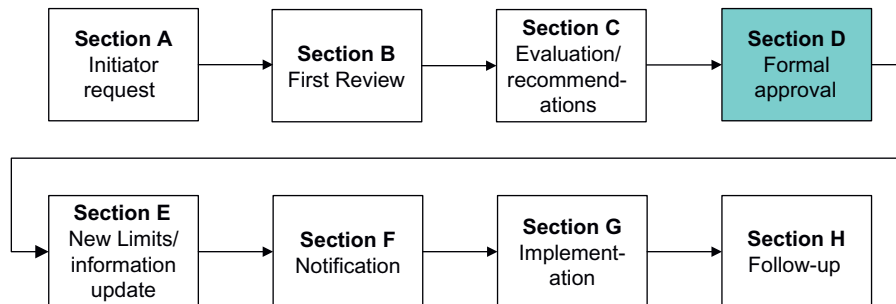 Section A
Initiator
request
Section B
First Review
Section C
Evaluation/
recommend-
ations
Section D
Formal
approval
Section E
New Limits/
information
update
Section F
Notification
Section G
Implement-
ation
Section H
Follow-up